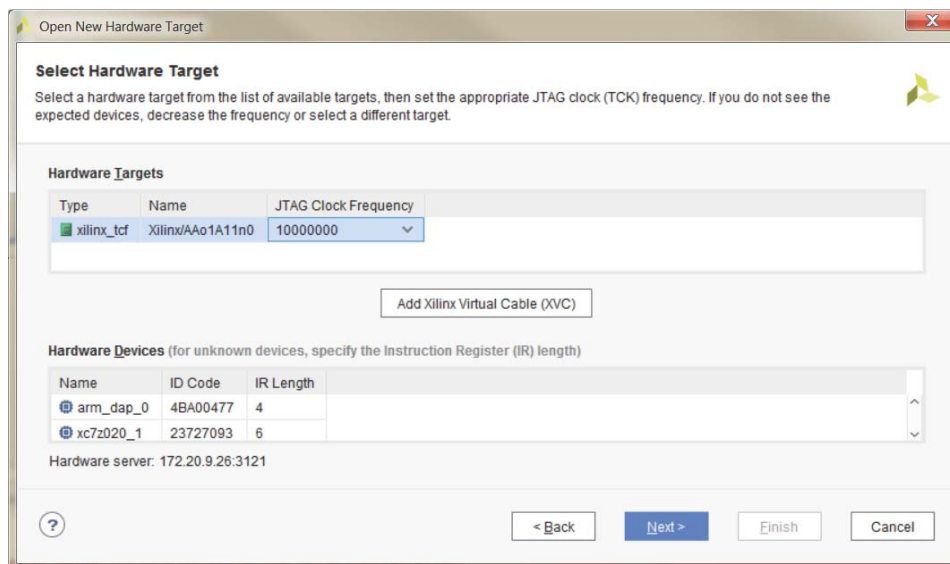 Open New Hardware Target
X
Select Hardware Target
Select a hardware target from the list of available targets, then set the appropriate JTAG clock (TCK) frequency. If you do not see the
expected devices, decrease the frequency or select a different target.
Hardware Targets
Type Name JTAG Clock Frequency
xilinx_tcf Xilinx/AAo1A11n0 10000000
Add Xilinx Virtual Cable (XVC)
Hardware Devices (for unknown devices, specify the Instruction Register (IR) length)
Name ID Code IR Length
arm_dap_0 4BA00477 4
xc7z020_1 23727093 6
Hardware server: 172.20.9.26:3121
? < Back Next > Finish Cancel